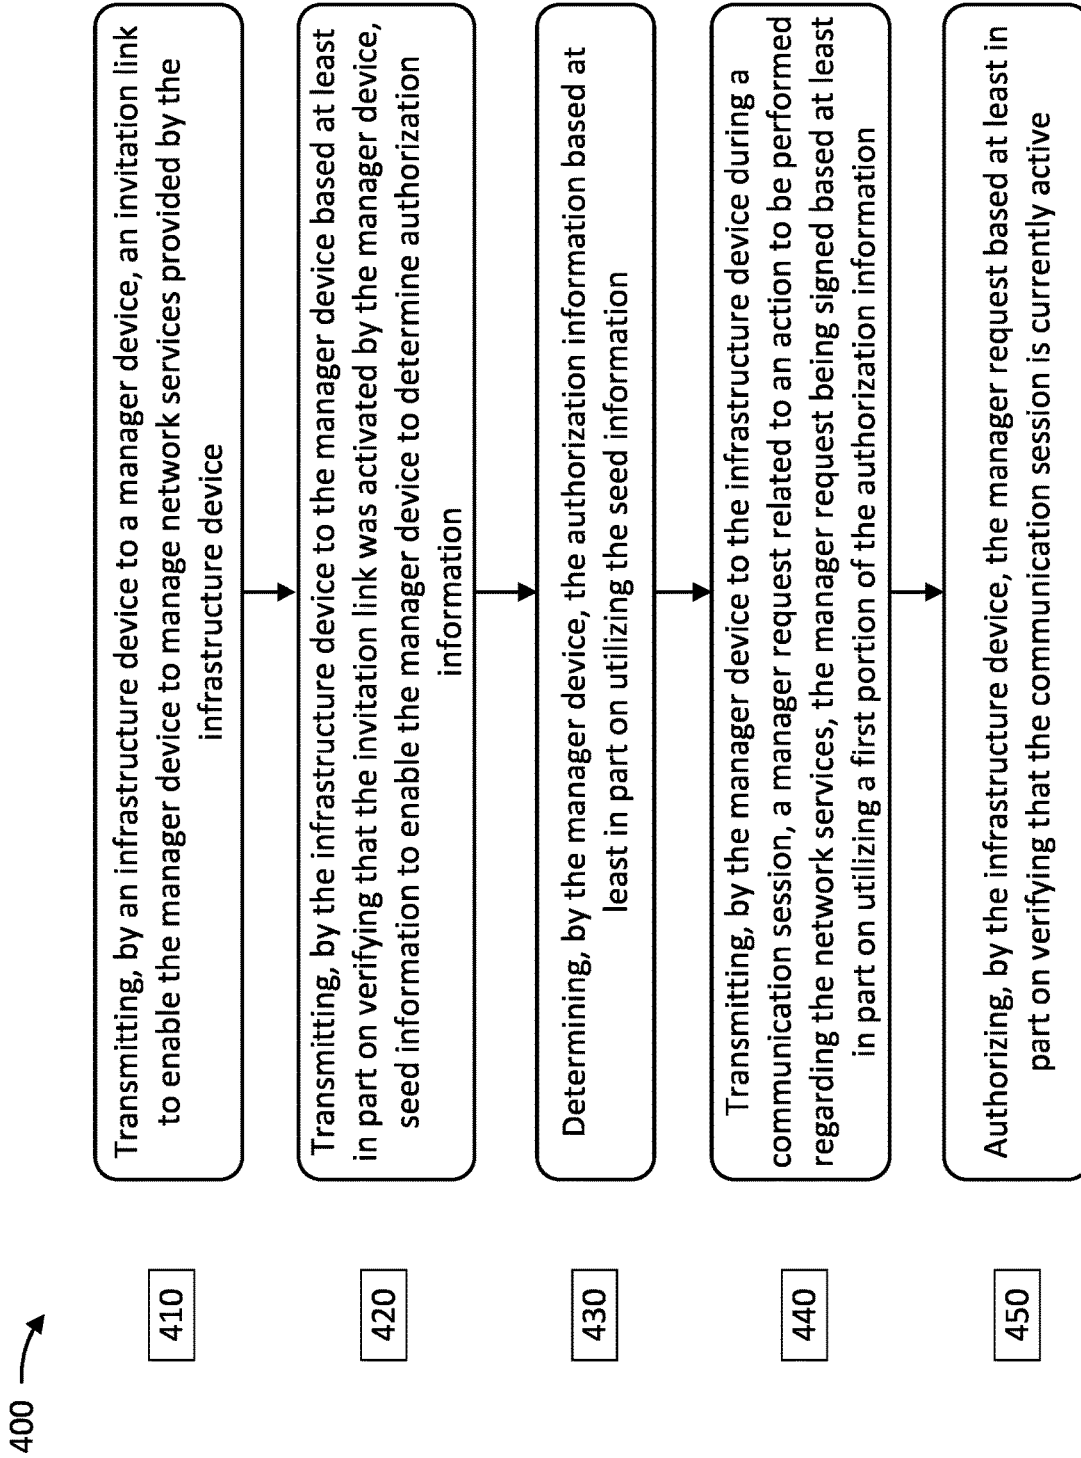 400
410
Transmitting, by an infrastructure device to a manager device, an invitation link
to enable the manager device to manage network services provided by the
infrastructure device
420
Transmitting, by the infrastructure device to the manager device based at least
in part on verifying that the invitation link was activated by the manager device,
seed information to enable the manager device to determine authorization
information
430
Determining, by the manager device, the authorization information based at
least in part on utilizing the seed information
440
Transmitting, by the manager device to the infrastructure device during a
communication session, a manager request related to an action to be performed
regarding the network services, the manager request being signed based at least
in part on utilizing a first portion of the authorization information
450
Authorizing, by the infrastructure device, the manager request based at least in
part on verifying that the communication session is currently active